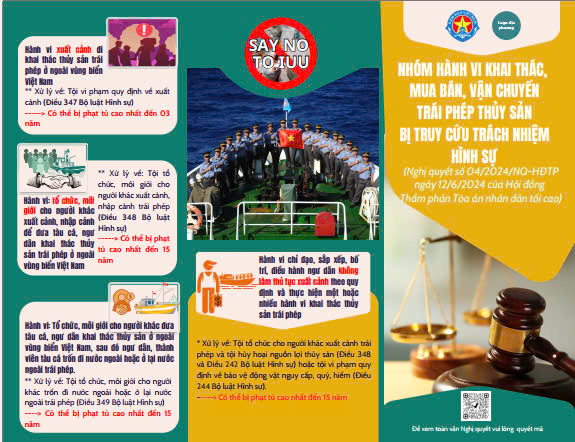 Hành vi xuất cảnh đi
khai thác thủy sản trái
phép ở ngoài vùng biển
Việt Nam
** Xử lý về: Tội vi phạm quy định về xuất
cảnh (Điều 347 Bộ luật Hình sự)
-----> Có thể bị phạt tù cao nhất đến 03
năm
Hành vi: Tổ chức, môi
giới cho người khác
xuất cảnh, nhập cảnh
để đưa tàu cá, ngư
dân khai thác thủy
sản trái phép ở ngoài
vùng biển Việt Nam
** Xử lý về: Tội tổ
chức, môi giới cho
người khác xuất cảnh,
nhập cảnh trái phép
(Điều 348 Bộ luật
Hình sự)
-----> Có thể bị phạt
tù cao nhất đến 15
năm
Hành vi: Tổ chức, môi giới cho người khác đưa
tàu cá, ngư dân khai thác thủy sản ở ngoài
vùng biển Việt Nam, sau đó ngư dân, thành
viên tàu cá trốn đi nước ngoài hoặc ở lại nước
ngoài trái phép.
** Xử lý về: Tội tổ chức, môi giới cho người
khác trốn đi nước ngoài hoặc ở lại nước
ngoài trái phép (Điều 349 Bộ luật Hình sự)
-----> Có thể bị phạt tù cao nhất đến 15
năm
SAY NO
TO IUU
Hành vi chỉ đạo, sắp xếp, bố
trí, điều hành ngư dân không
làm thủ tục xuất cảnh theo quy
định và thực hiện một hoặc
nhiều hành vi khai thác thủy
sản trái phép
* Xử lý về: Tội tổ chức cho người khác xuất cảnh trái
phép và tội hủy hoại nguồn lợi thủy sản (Điều 348
và Điều 242 Bộ luật Hình sự) hoặc tội vi phạm quy
định về bảo vệ động vật nguy cấp, quý, hiếm (Điều
244 Bộ luật Hình sự).
-----> Có thể bị phạt tù cao nhất đến 15 năm
Logo địa
phương
NHÓM HÀNH VI KHAI THÁC,
MUA BÁN, VẬN CHUYỂN
TRÁI PHÉP THỦY SẢN
BỊ TRUY CỨU TRÁCH NHIỆM
HÌNH SỰ
(Nghị quyết số 04/2024/NQ-HĐTP
ngày 12/6/2024 của Hội đồng
Thẩm phán Tòa án nhân dân tối cao)
Để xem toàn văn Nghị quyết vui lòng quyết mã